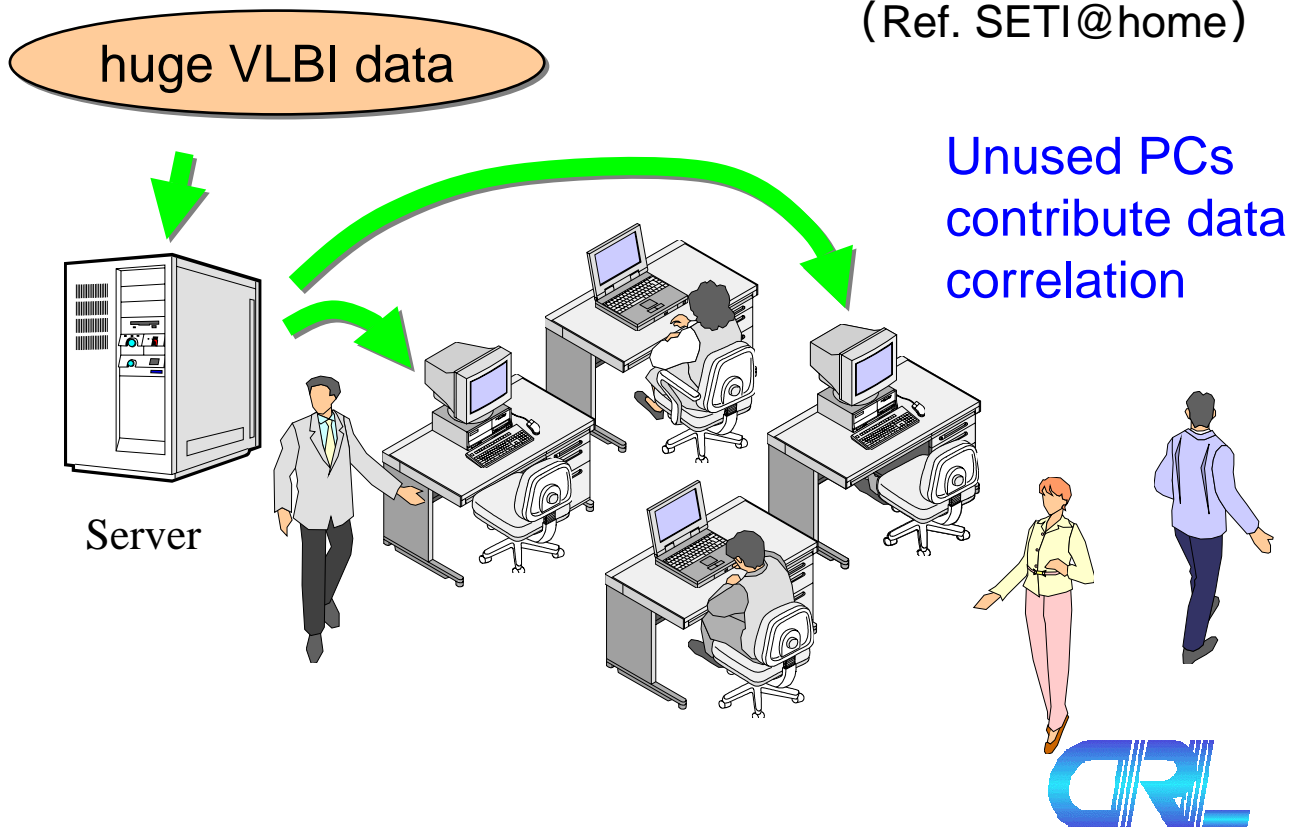 (Ref. SETI@home)
huge VLBI data
Unused PCs
contribute data
correlation
Server
CRL